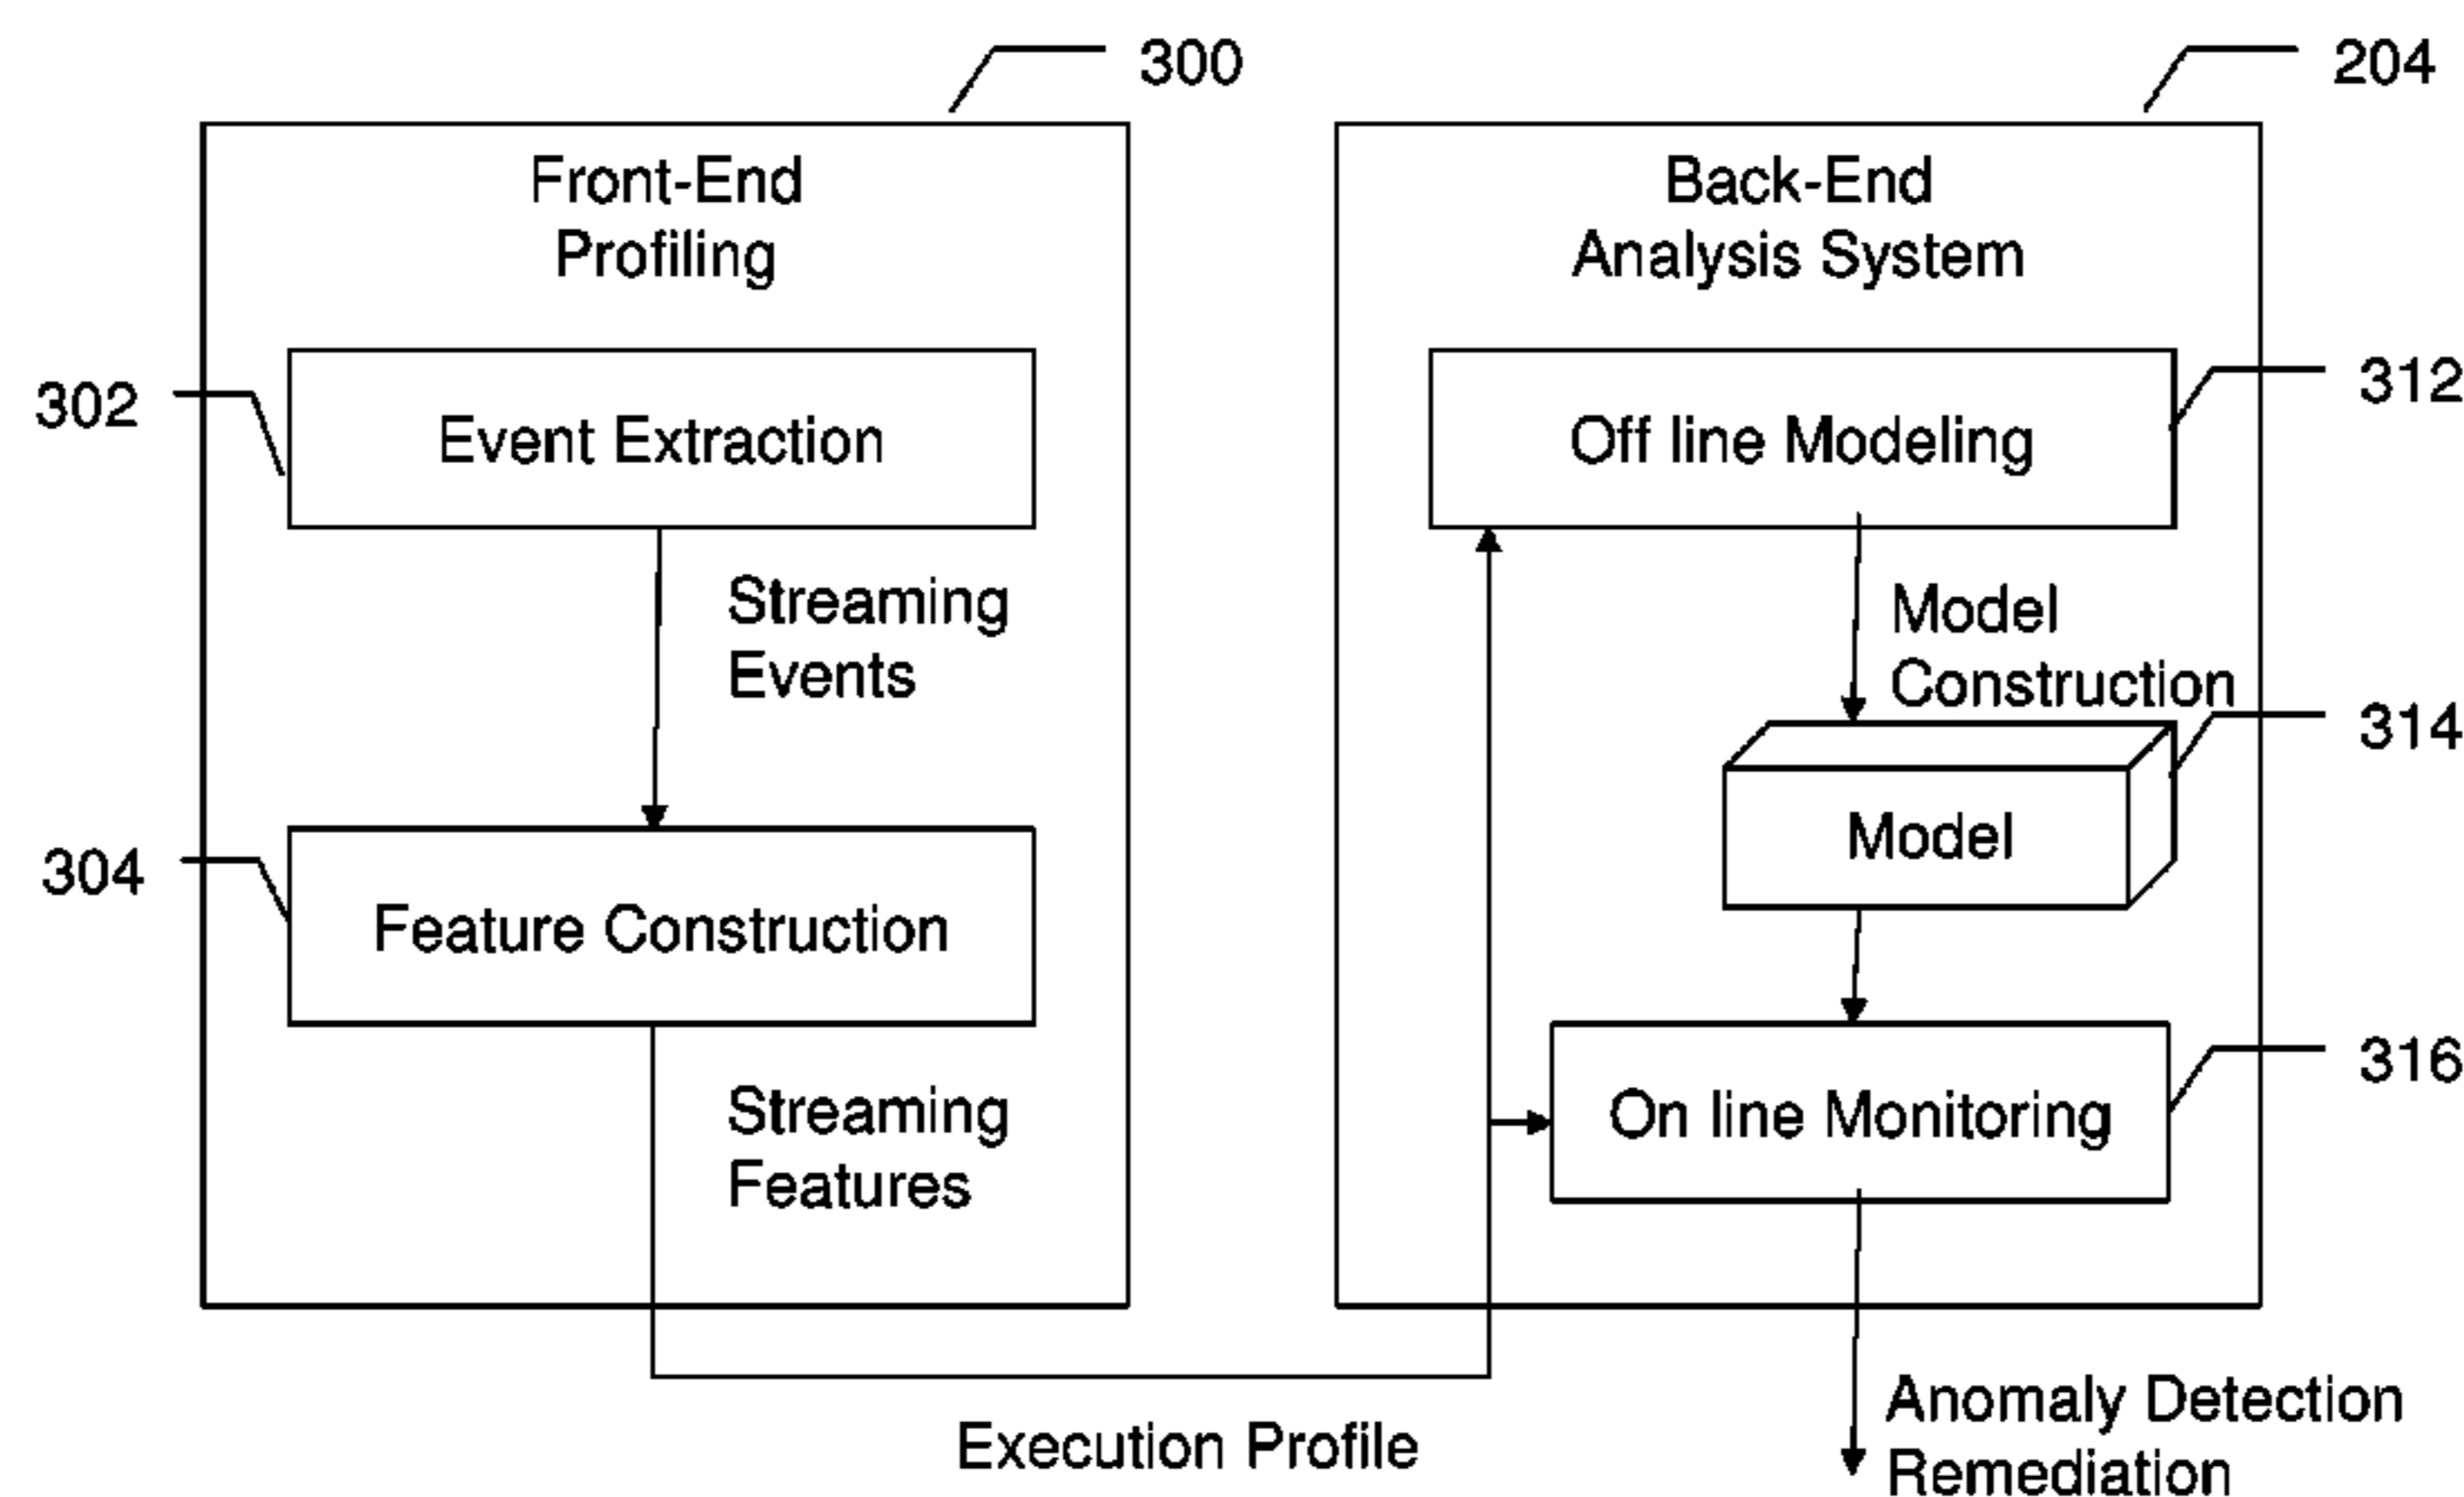 300
Front-End
Profiling
302
Event Extraction
Streaming
Events
304
Feature Construction
Streaming
Features
Execution Profile
204
Back-End
Analysis System
312
Off line Modeling
Model
Construction
314
Model
316
On line Monitoring
Anomaly Detection
Remediation